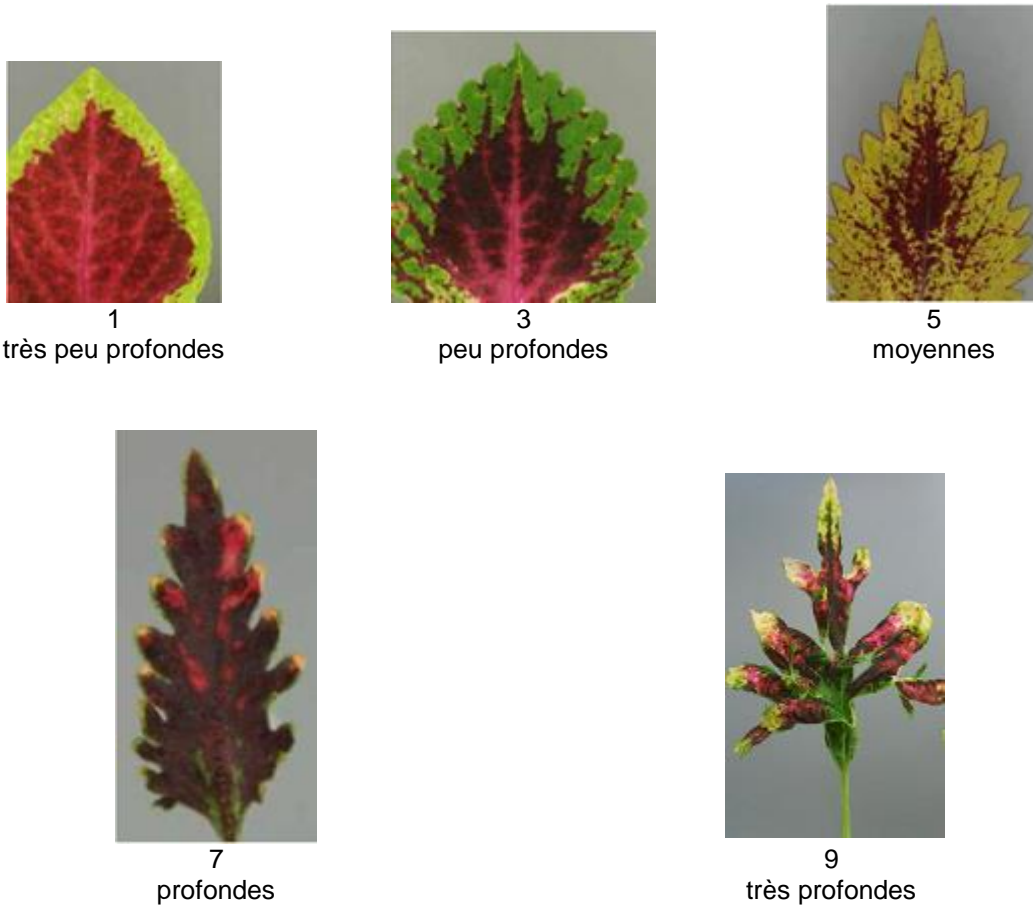 1
très peu profondes
3
peu profondes
5
moyennes
7
profondes
9
très profondes